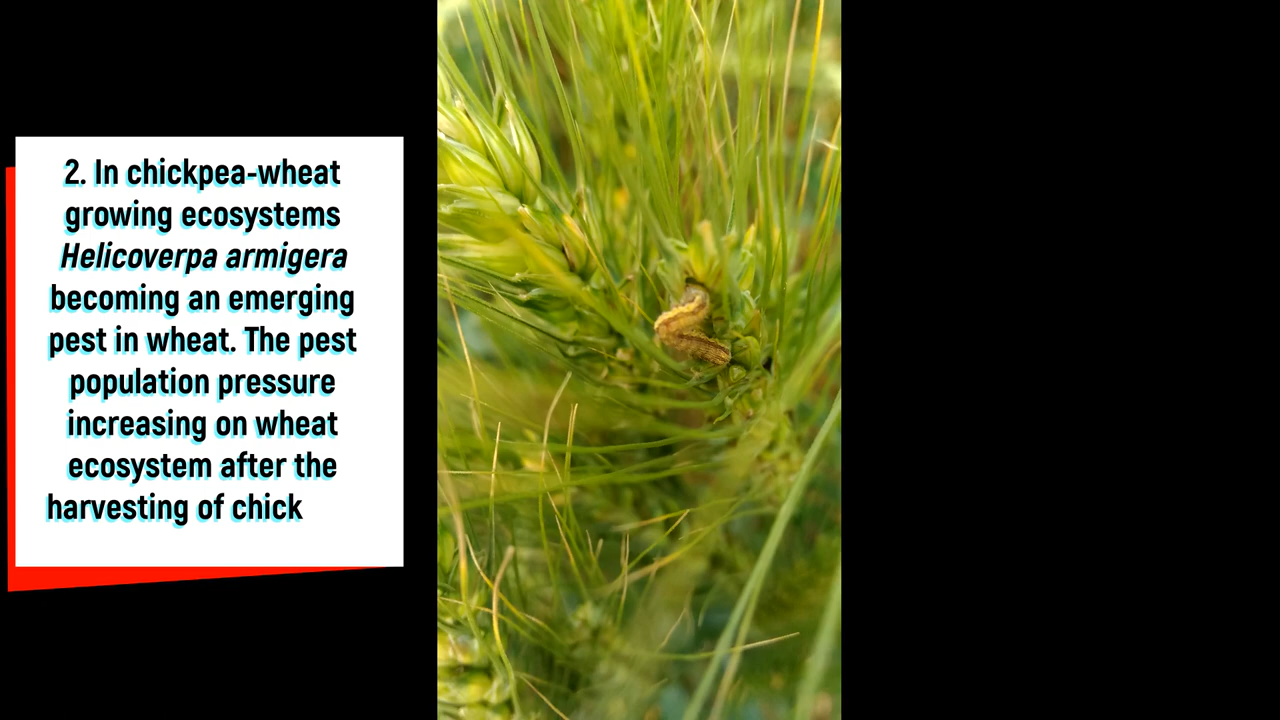 2. In chickpea-wheat
growing ecosystems
Helicoverpa armigera
becoming an emerging
pest in wheat. The pest
population pressure
increasing on wheat
ecosystem after the
harvesting of chick